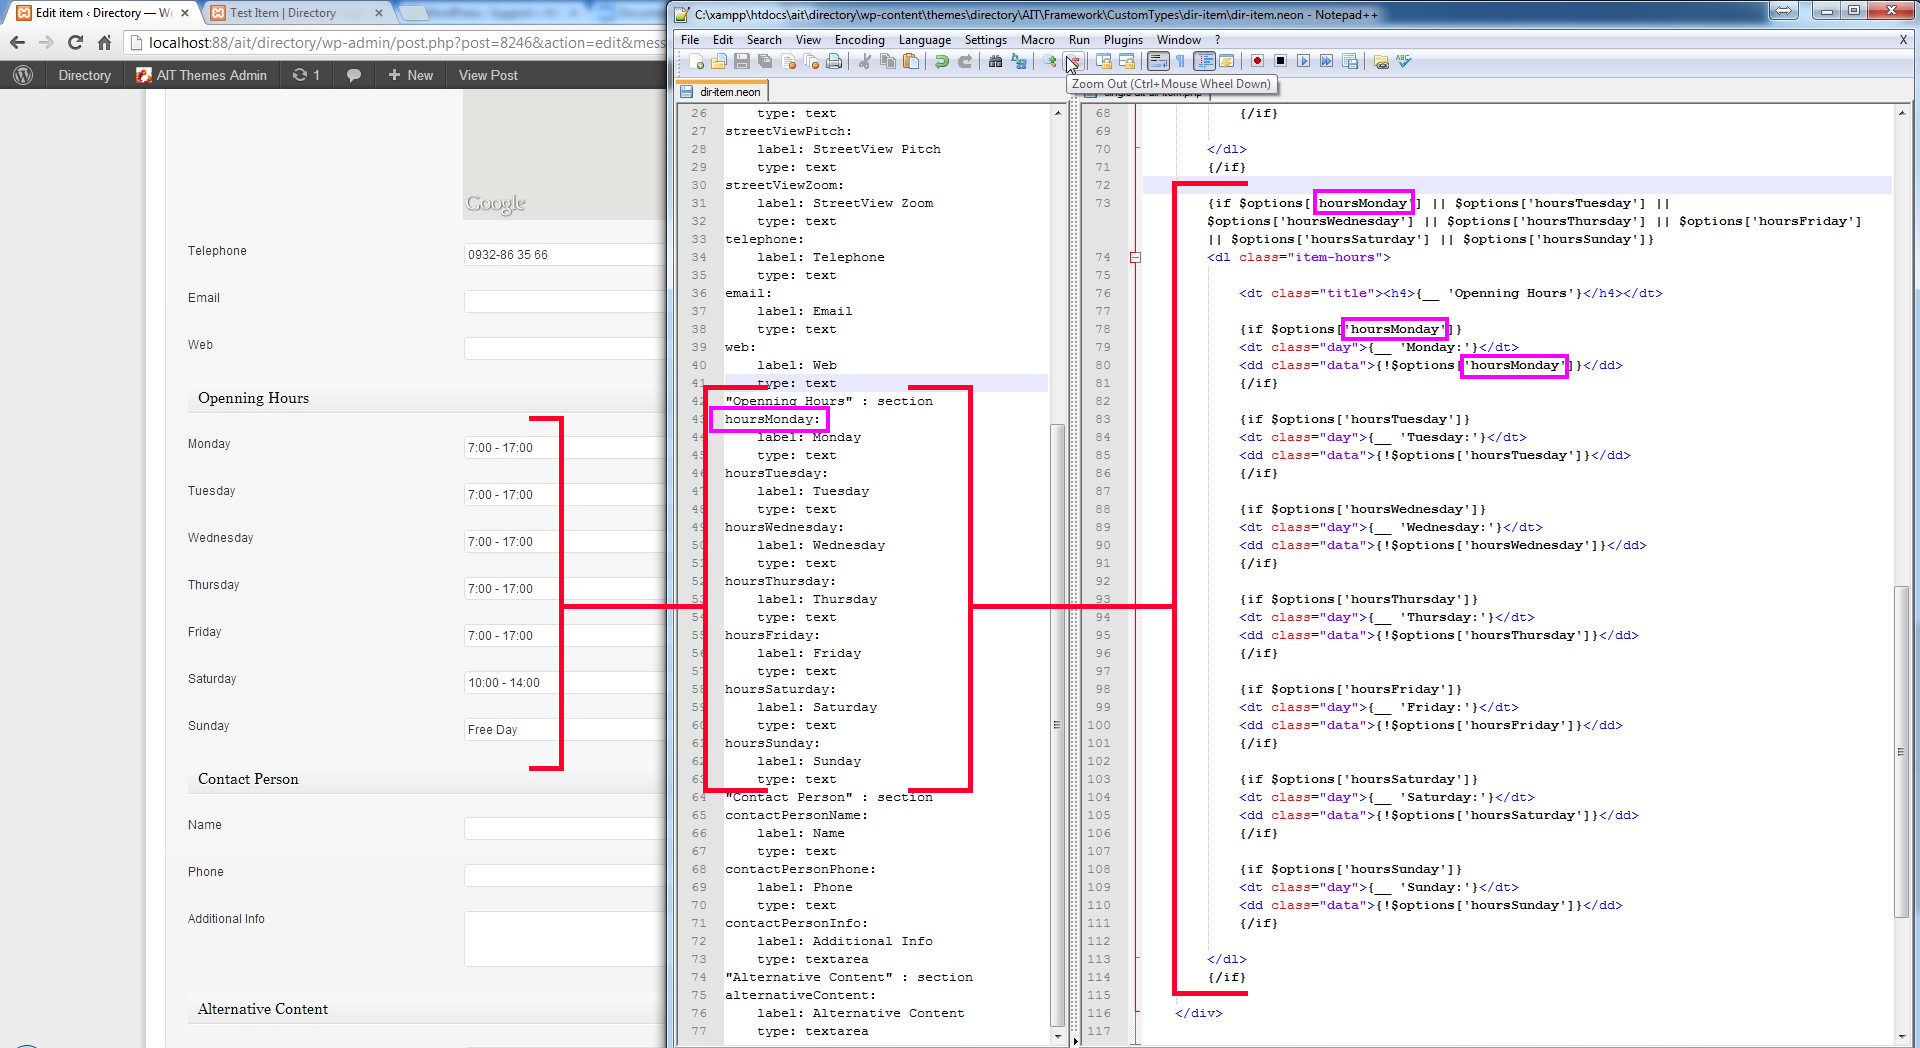 Edit item ‹ Directory — Wo
Test Item | Directory
localhost:88/ait/directory/wp-admin/post.php?post=8246&action=edit&mess
Directory
AIT Themes Admin
1
+ New
View Post
Google
Telephone
0932-86 35 66
Email
Web
Openning Hours
Monday
7:00 - 17:00
Tuesday
7:00 - 17:00
Wednesday
7:00 - 17:00
Thursday
7:00 - 17:00
Friday
7:00 - 17:00
Saturday
10:00 - 14:00
Sunday
Free Day
Contact Person
Name
Phone
Additional Info
Alternative Content
C:\xampp\htdocs\ait\directory\wp-content\themes\directory\AIT\Framework\CustomTypes\dir-item\dir-item.neon - Notepad++
File Edit Search View Encoding Language Settings Macro Run Plugins Window ? X
Zoom Out (Ctrl+Mouse Wheel Down)
dir-item.neon
26 type: text
27 streetViewPitch:
28 label: StreetView Pitch
29 type: text
30 streetViewZoom:
31 label: StreetView Zoom
32 type: text
33 telephone:
34 label: Telephone
35 type: text
36 email:
37 label: Email
38 type: text
39 web:
40 label: Web
41 type: text
42 "Openning Hours" : section
43 hoursMonday:
44 label: Monday
45 type: text
46 hoursTuesday:
47 label: Tuesday
48 type: text
49 hoursWednesday:
50 label: Wednesday
51 type: text
52 hoursThursday:
53 label: Thursday
54 type: text
55 hoursFriday:
56 label: Friday
57 type: text
58 hoursSaturday:
59 label: Saturday
60 type: text
61 hoursSunday:
62 label: Sunday
63 type: text
64 "Contact Person" : section
65 contactPersonName:
66 label: Name
67 type: text
68 contactPersonPhone:
69 label: Phone
70 type: text
71 contactPersonInfo:
72 label: Additional Info
73 type: textarea
74 "Alternative Content" : section
75 alternativeContent:
76 label: Alternative Content
77 type: textarea
68 {/if}
69
70 </dl>
71 {/if}
72
73 {if $options['hoursMonday'] || $options['hoursTuesday'] ||
$options['hoursWednesday'] || $options['hoursThursday'] || $options['hoursFriday']
|| $options['hoursSaturday'] || $options['hoursSunday']}
74 <dl class="item-hours">
75
76 <dt class="title"><h4>{__ 'Openning Hours'}</h4></dt>
77
78 {if $options['hoursMonday']}
79 <dt class="day">{__ 'Monday:'}</dt>
80 <dd class="data">{!$options['hoursMonday']}</dd>
81 {/if}
82
83 {if $options['hoursTuesday']}
84 <dt class="day">{__ 'Tuesday:'}</dt>
85 <dd class="data">{!$options['hoursTuesday']}</dd>
86 {/if}
87
88 {if $options['hoursWednesday']}
89 <dt class="day">{__ 'Wednesday:'}</dt>
90 <dd class="data">{!$options['hoursWednesday']}</dd>
91 {/if}
92
93 {if $options['hoursThursday']}
94 <dt class="day">{__ 'Thursday:'}</dt>
95 <dd class="data">{!$options['hoursThursday']}</dd>
96 {/if}
97
98 {if $options['hoursFriday']}
99 <dt class="day">{__ 'Friday:'}</dt>
100 <dd class="data">{!$options['hoursFriday']}</dd>
101 {/if}
102
103 {if $options['hoursSaturday']}
104 <dt class="day">{__ 'Saturday:'}</dt>
105 <dd class="data">{!$options['hoursSaturday']}</dd>
106 {/if}
107
108 {if $options['hoursSunday']}
109 <dt class="day">{__ 'Sunday:'}</dt>
110 <dd class="data">{!$options['hoursSunday']}</dd>
111 {/if}
112
113 </dl>
114 {/if}
115
116 </div>
117